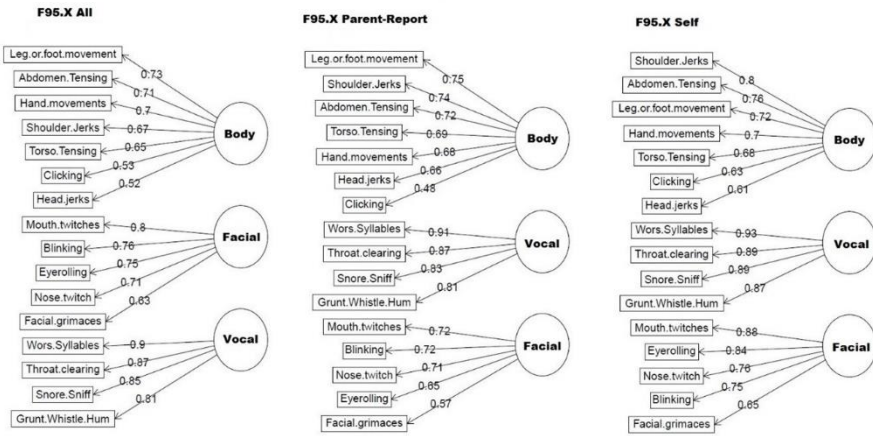 F95.X All
Leg.or.foot.movement
0.73
Abdomen.Tensing
0.71
Hand.movements
0.7
Shoulder.Jerks
0.67
Torso.Tensing
0.65
Clicking
0.53
Head.jerks
0.52
Body
Mouth.twitches
0.8
Blinking
0.76
Eyerolling
0.75
Nose.twitch
0.71
Facial.grimaces
0.63
Facial
Wors.Syllables
0.9
Throat.clearing
0.87
Snore.Sniff
0.85
Grunt.Whistle.Hum
0.81
Vocal
F95.X Parent-Report
Leg.or.foot.movement
0.75
Shoulder.Jerks
0.74
Abdomen.Tensing
0.72
Torso.Tensing
0.69
Hand.movements
0.68
Head.jerks
0.66
Clicking
0.48
Body
Wors.Syllables
0.91
Throat.clearing
0.87
Snore.Sniff
0.83
Grunt.Whistle.Hum
0.81
Vocal
Mouth.twitches
0.72
Blinking
0.72
Nose.twitch
0.71
Eyerolling
0.65
Facial.grimaces
0.57
Facial
F95.X Self
Shoulder.Jerks
0.8
Abdomen.Tensing
0.76
Leg.or.foot.movement
0.72
Hand.movements
0.7
Torso.Tensing
0.68
Clicking
0.63
Head.jerks
0.61
Body
Wors.Syllables
0.93
Throat.clearing
0.89
Snore.Sniff
0.89
Grunt.Whistle.Hum
0.87
Vocal
Mouth.twitches
0.88
Eyerolling
0.84
Nose.twitch
0.76
Blinking
0.75
Facial.grimaces
0.65
Facial